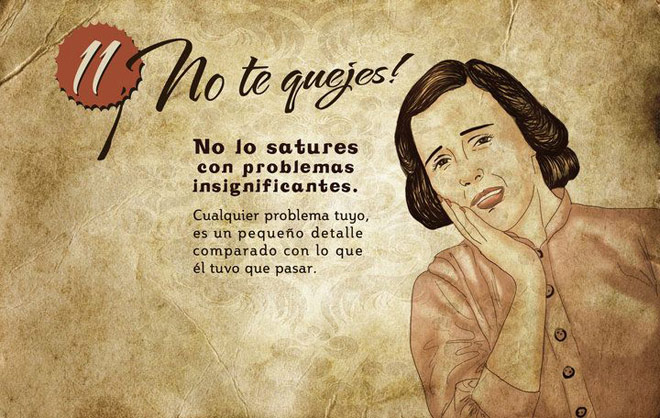 11 No te quejes!
No lo satures
con problemas
insignificantes.
Cualquier problema tuyo,
es un pequeño detalle
comparado con lo que
él tuvo que pasar.